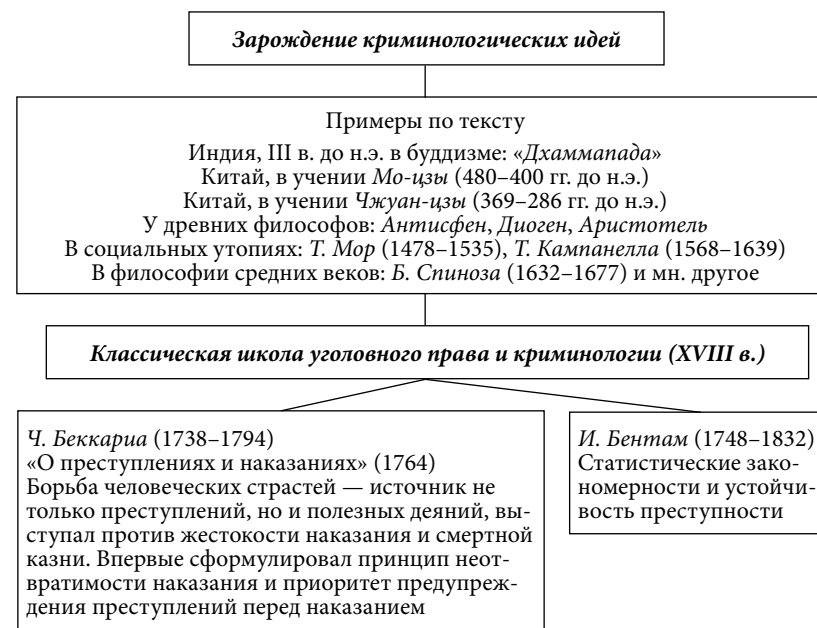 Зарождение криминологических идей
Примеры по тексту
Индия, III в. до н.э. в буддизме: «Дхаммапада»
Китай, в учении Мо-цзы (480–400 гг. до н.э.)
Китай, в учении Чжуан-цзы (369–286 гг. до н.э.)
У древних философов: Антисфен, Диоген, Аристотель
В социальных утопиях: Т. Мор (1478–1535), Т. Кампанелла (1568–1639)
В философии средних веков: Б. Спиноза (1632–1677) и мн. другое
Классическая школа уголовного права и криминологии (XVIII в.)
Ч. Беккариа (1738–1794)
«О преступлениях и наказаниях» (1764)
Борьба человеческих страстей — источник не
только преступлений, но и полезных деяний, вы-
ступал против жестокости наказания и смертной
казни. Впервые сформулировал принцип неот-
вратимости наказания и приоритет предупреж-
дения преступлений перед наказанием
И. Бентам (1748–1832)
Статистические зако-
номерности и устойчи-
вость преступности